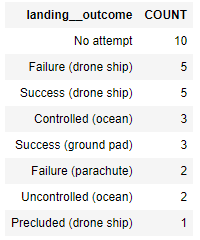 landing__outcome COUNT
No attempt 10
Failure (drone ship) 5
Success (drone ship) 5
Controlled (ocean) 3
Success (ground pad) 3
Failure (parachute) 2
Uncontrolled (ocean) 2
Precluded (drone ship) 1